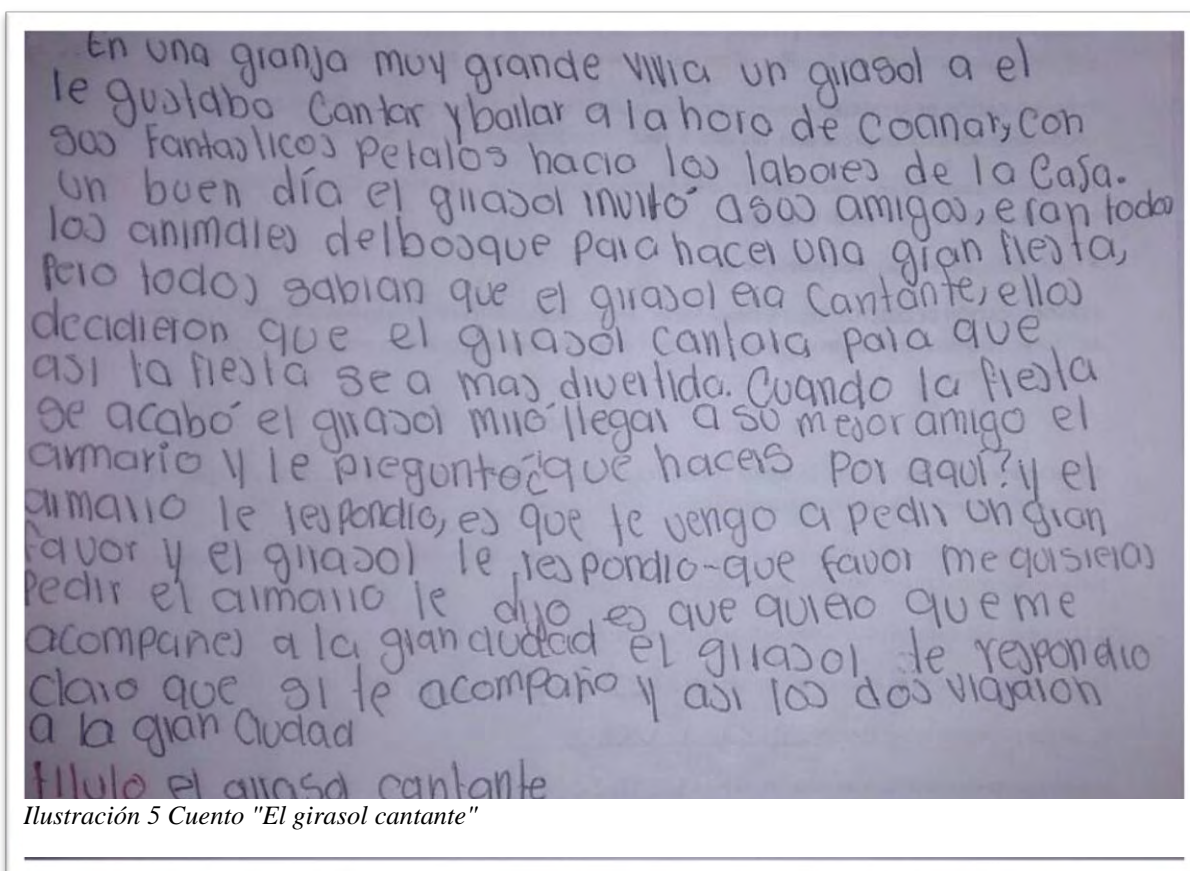 En una granja muy grande vivia un girasol a el
le gustaba Cantar y bailar a la hora de cocinar, con
sus Fantasticos Petalos hacia las labores de la Casa.
un buen día el girasol invitó a sus amigos, eran todos
los animales del bosque para hacer una gran fiesta,
Pero todos sabian que el girasol era Cantante, ellos
decidieron que el girasol cantara para que
asi la fiesta sea mas divertida. Cuando la fiesta
se acabó el girasol miró llegar a su mejor amigo el
armario y le pregunto ¿qué haces Por aquí? y el
armario le respondio, es que te vengo a pedir un gran
favor y el girasol le respondio-que favor me quisieras
Pedir el armario le dijo, es que quiero que me
acompañes a la gran ciudad el girasol le respondio
claro que si te acompaño y asi los dos viajaron
a la gran Ciudad
titulo el girasol cantante
Ilustración 5 Cuento "El girasol cantante"